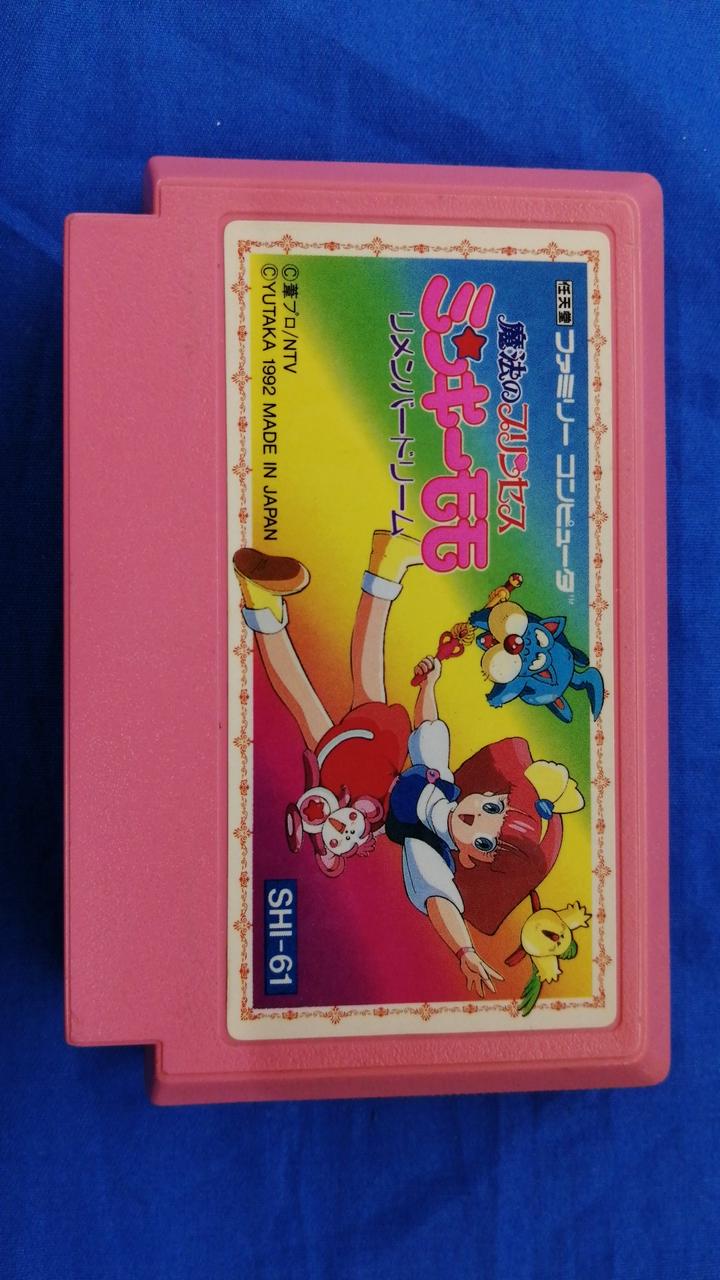 任天堂 ファミリー コンピュータ™
魔法のプリンセス
ミンキーモモ
リメンバードリーム
©葦プロ/NTV
©YUTAKA 1992 MADE IN JAPAN
SHI-61